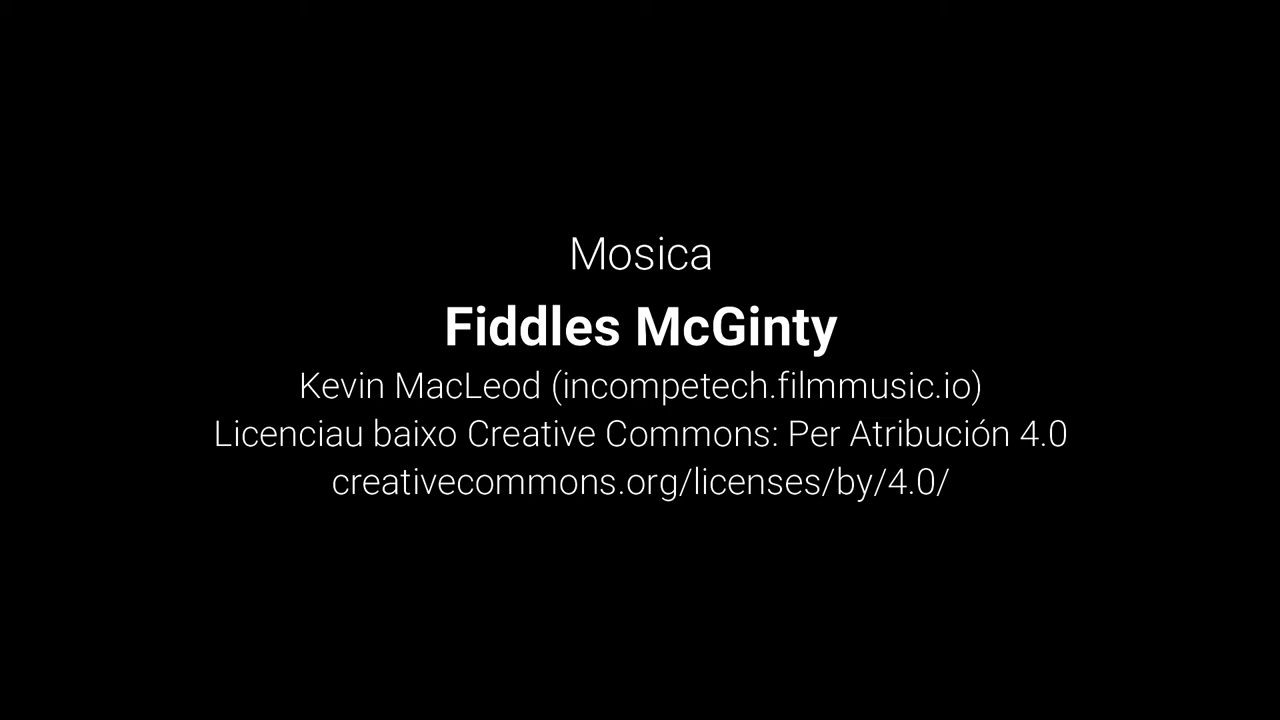 Mosica
Fiddles McGinty
Kevin MacLeod (incompetech.filmmusic.io)
Licenciau baixo Creative Commons: Per Atribución 4.0
creativecommons.org/licenses/by/4.0/